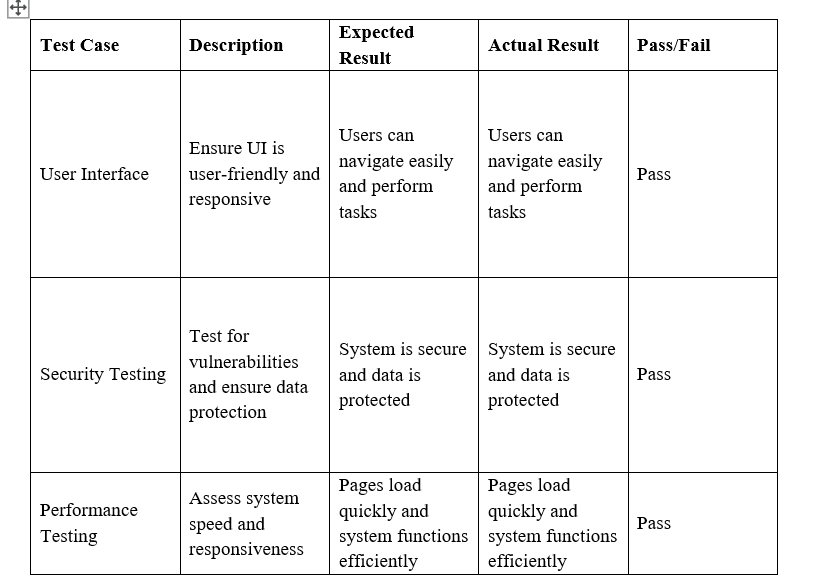 Test Case
Description
Expected
Result
Actual Result
Pass/Fail
User Interface
Ensure UI is
user-friendly and
responsive
Users can
navigate easily
and perform
tasks
Users can
navigate easily
and perform
tasks
Pass
Security Testing
Test for
vulnerabilities
and ensure data
protection
System is secure
and data is
protected
System is secure
and data is
protected
Pass
Performance
Testing
Assess system
speed and
responsiveness
Pages load
quickly and
system functions
efficiently
Pages load
quickly and
system functions
efficiently
Pass